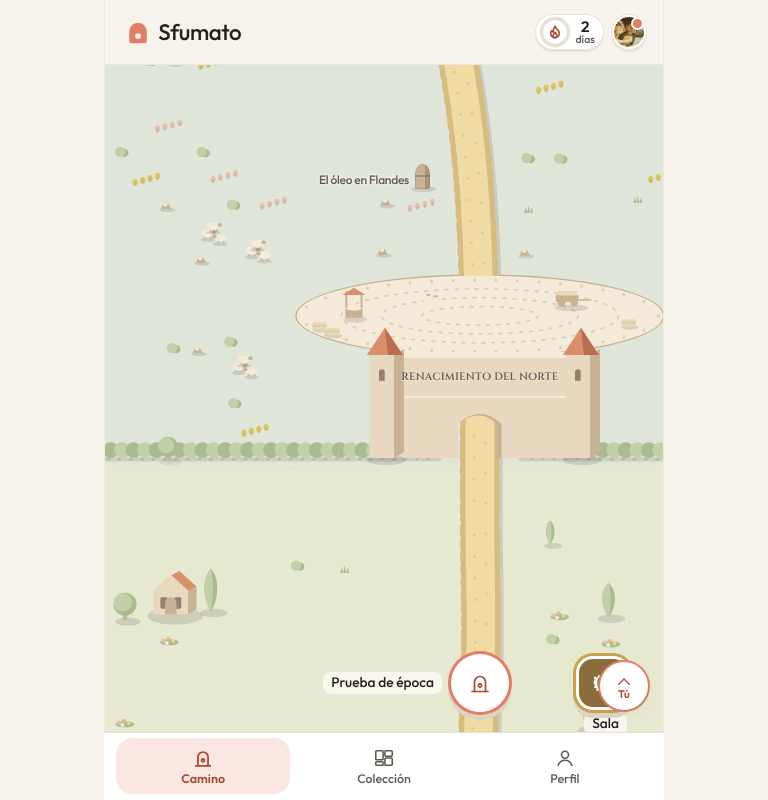 Sfumato
2
días
El óleo en Flandes
RENACIMIENTO DEL NORTE
Prueba de época
Tú
Sala
Camino
Colección
Perfil